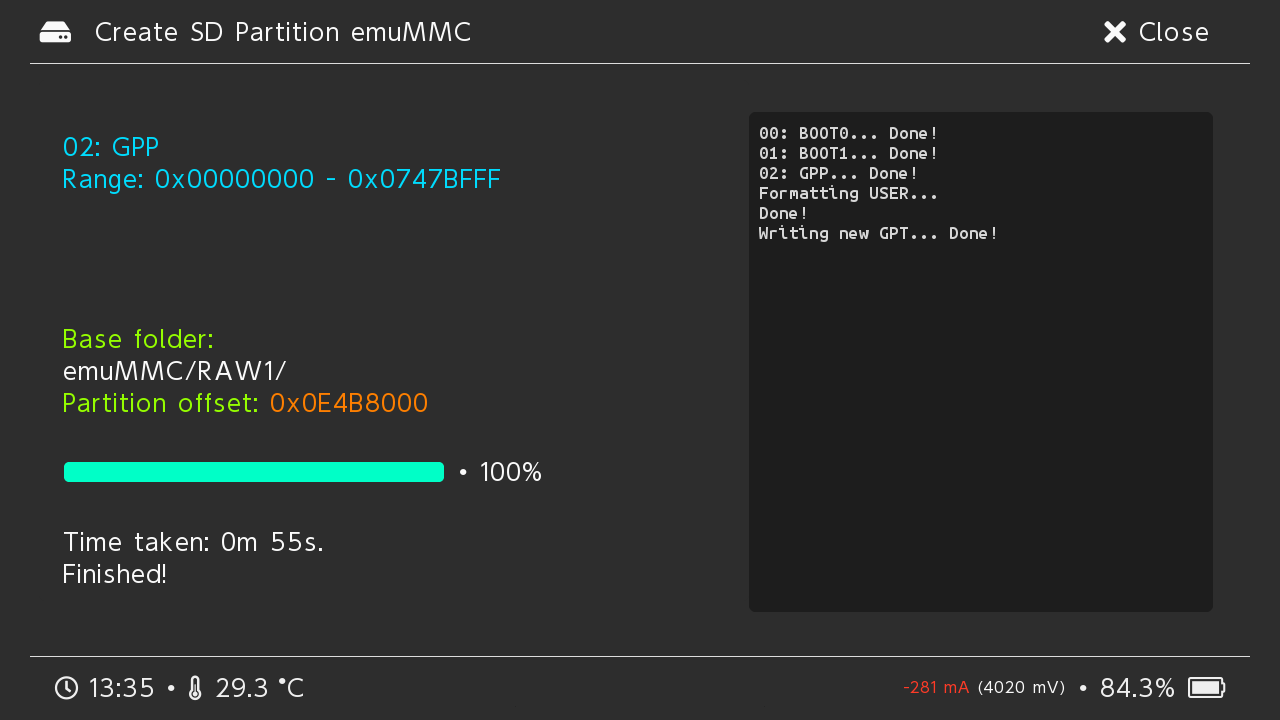 Create SD Partition emuMMC
Close
02: GPP
Range: 0x00000000 - 0x0747BFFF
Base folder:
emuMMC/RAW1/
Partition offset: 0x0E4B8000
• 100%
Time taken: 0m 55s.
Finished!
00: BOOT0... Done!
01: BOOT1... Done!
02: GPP... Done!
Formatting USER...
Done!
Writing new GPT... Done!
13:35 • 29.3 °C
-281 mA (4020 mV) • 84.3%